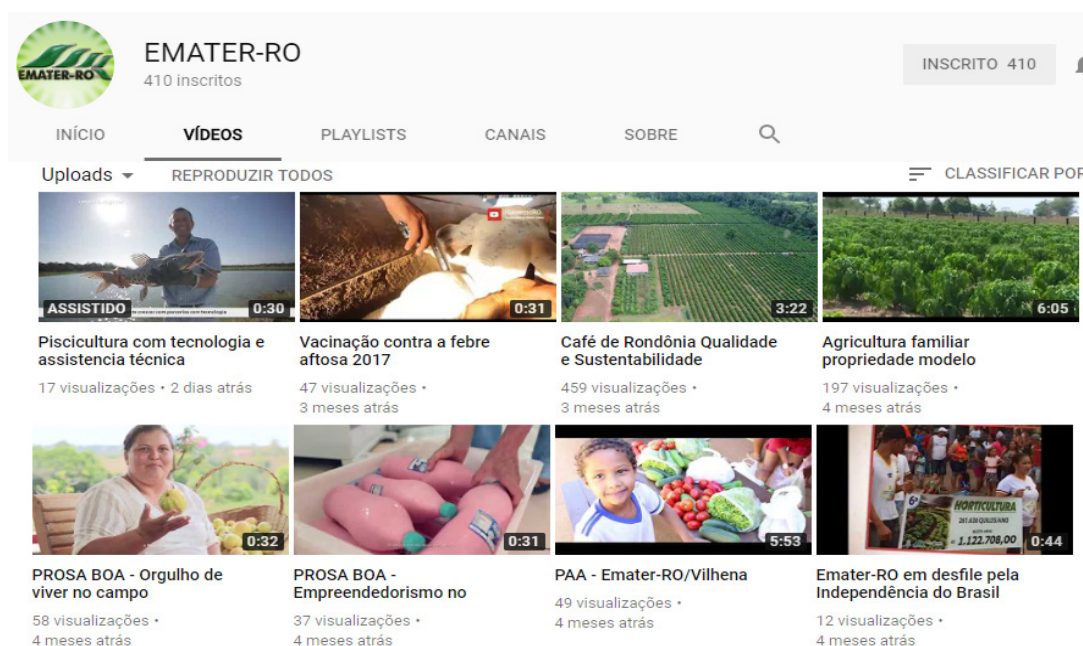 EMATER-RO
EMATER-RO
410 inscritos
INSCRITO 410
INÍCIO VÍDEOS PLAYLISTS CANAIS SOBRE
Uploads REPRODUZIR TODOS CLASSIFICAR POR
ASSISTIDO 0:30
0:31
3:22
6:05
Piscicultura com tecnologia e
assistencia técnica
17 visualizações • 2 dias atrás
Vacinação contra a febre
aftosa 2017
47 visualizações •
3 meses atrás
Café de Rondônia Qualidade
e Sustentabilidade
459 visualizações •
3 meses atrás
Agricultura familiar
propriedade modelo
197 visualizações •
4 meses atrás
0:32
0:31
5:53
HORTICULTURA
1.122.708,00
0:44
PROSA BOA - Orgulho de
viver no campo
58 visualizações •
4 meses atrás
PROSA BOA -
Empreendedorismo no
37 visualizações •
4 meses atrás
PAA - Emater-RO/Vilhena
49 visualizações •
4 meses atrás
Emater-RO em desfile pela
Independência do Brasil
12 visualizações •
4 meses atrás